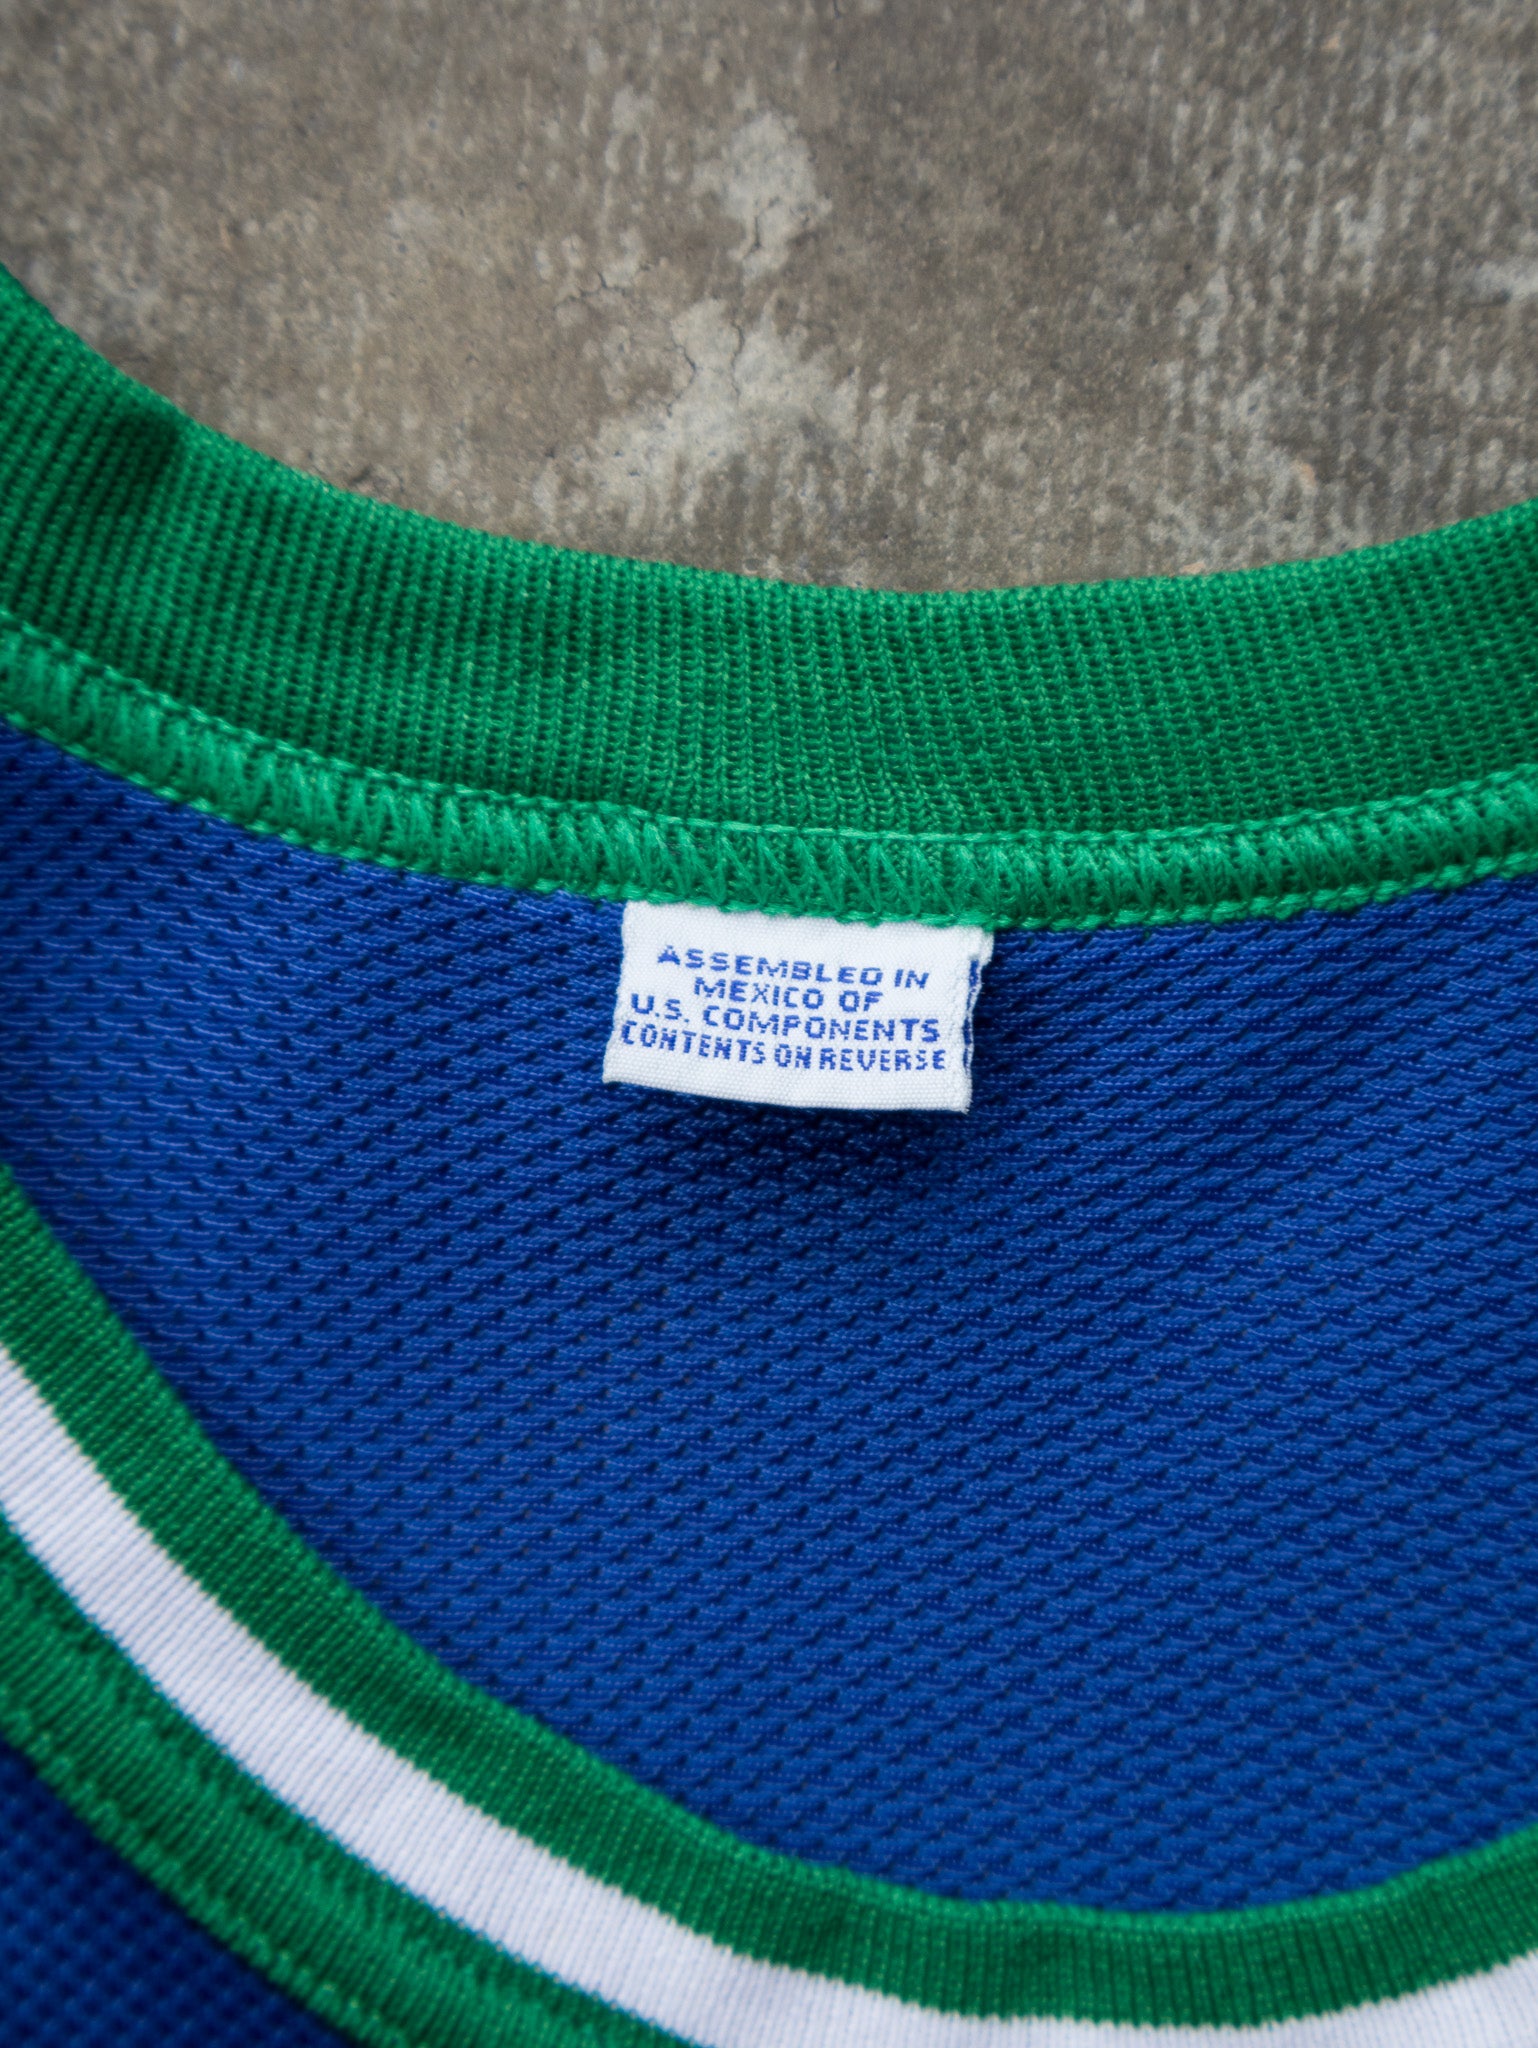 ASSEMBLED IN
MEXICO OF
U.S. COMPONENTS
CONTENTS ON REVERSE